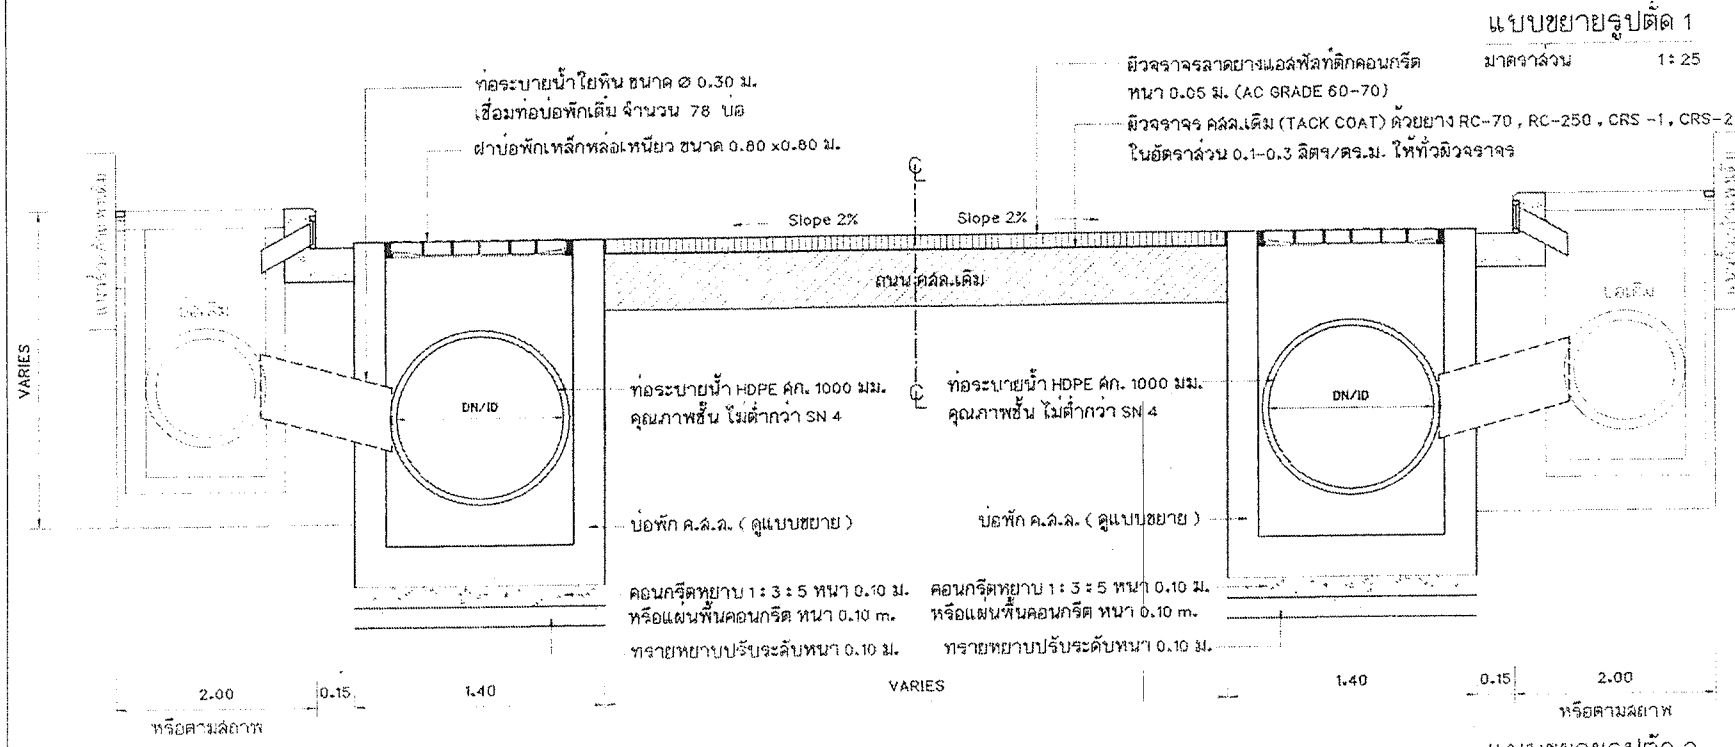 แบบขยายรูปตัด 1
มาตราส่วน 1:25
ท่อระบายน้ำใยหิน ขนาด Ø 0.30 ม.
เชื่อมท่อบ่อพักเดิม จำนวน 78 บ่อ
ฝาบ่อพักเหล็กหล่อเหนียว ขนาด 0.80 x0.80 ม.
ผิวจราจรลาดยางแอสฟัลท์ติกคอนกรีต
หนา 0.05 ม. (AC GRADE 60-70)
ผิวจราจร คสล.เดิม (TACK COAT) ด้วยยาง RC-70 , RC-250 , CRS -1, CRS-2
ในอัตราส่วน 0.1-0.3 ลิตร/ตร.ม. ให้ทั่วผิวจราจร
Slope 2% Slope 2%
ถนน คสล.เดิม
บ่อเดิม
บ่อเดิม
VARIES
DN/ID
DN/ID
ท่อระบายน้ำ HDPE ศก. 1000 มม.
คุณภาพชั้น ไม่ต่ำกว่า SN 4
ท่อระบายน้ำ HDPE ศก. 1000 มม.
คุณภาพชั้น ไม่ต่ำกว่า SN 4
บ่อพัก ค.ส.ล. ( ดูแบบขยาย )
บ่อพัก ค.ส.ล. ( ดูแบบขยาย )
คอนกรีตหยาบ 1 : 3 : 5 หนา 0.10 ม.
หรือแผ่นพื้นคอนกรีต หนา 0.10 m.
ทรายหยาบปรับระดับหนา 0.10 ม.
คอนกรีตหยาบ 1 : 3 : 5 หนา 0.10 ม.
หรือแผ่นพื้นคอนกรีต หนา 0.10 m.
ทรายหยาบปรับระดับหนา 0.10 ม.
2.00 0.15 1.40 VARIES 1.40 0.15 2.00
หรือตามสภาพ
หรือตามสภาพ